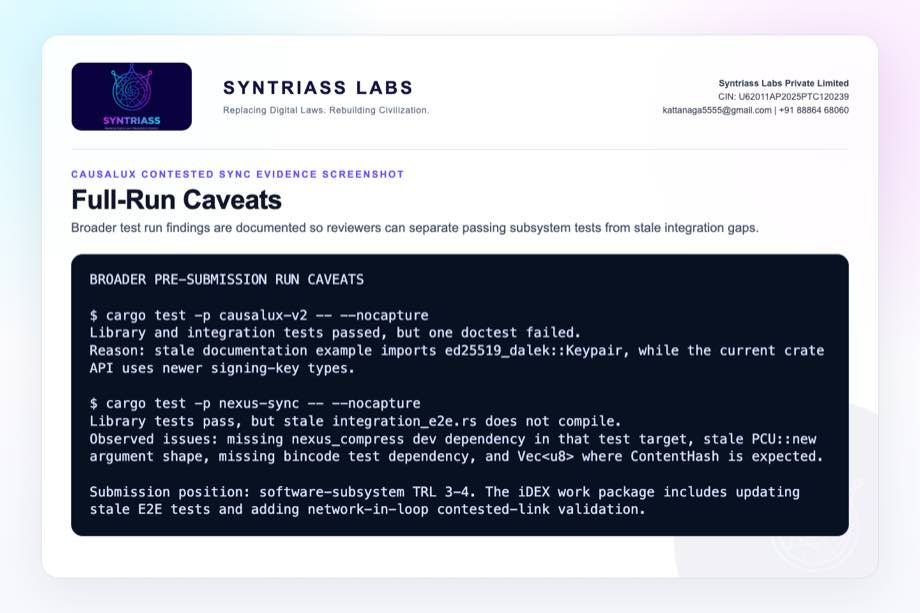 SYNTRIASS
SYNTRIASS LABS
Replacing Digital Laws. Rebuilding Civilization.
Syntriass Labs Private Limited
CIN: U62011AP2025PTC120239
kattanaga5555@gmail.com | +91 88864 68060
CAUSALUX CONTESTED SYNC EVIDENCE SCREENSHOT
Full-Run Caveats
Broader test run findings are documented so reviewers can separate passing subsystem tests from stale integration gaps.
BROADER PRE-SUBMISSION RUN CAVEATS
$ cargo test -p causalux-v2 -- --nocapture
Library and integration tests passed, but one doctest failed.
Reason: stale documentation example imports ed25519_dalek::Keypair, while the current crate
API uses newer signing-key types.
$ cargo test -p nexus-sync -- --nocapture
Library tests pass, but stale integration_e2e.rs does not compile.
Observed issues: missing nexus_compress dev dependency in that test target, stale PCU::new
argument shape, missing bincode test dependency, and Vec<u8> where ContentHash is expected.
Submission position: software-subsystem TRL 3-4. The iDEX work package includes updating
stale E2E tests and adding network-in-loop contested-link validation.